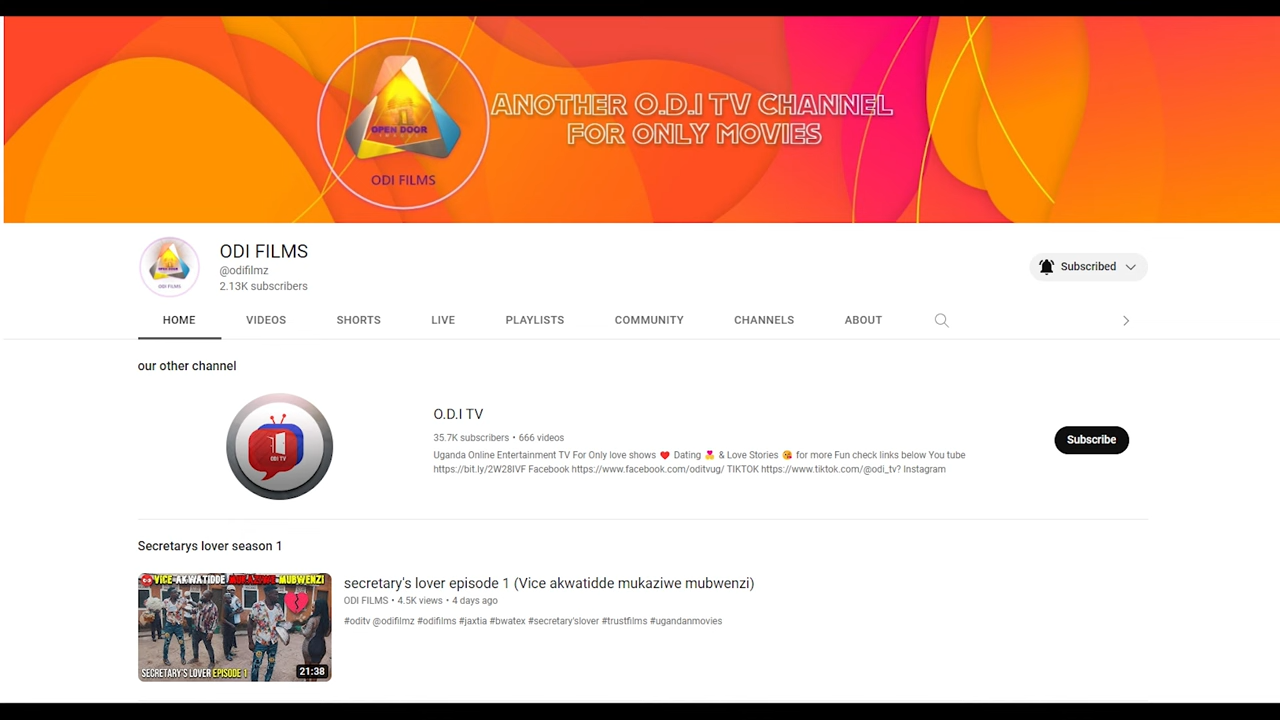 ANOTHER O.D.I TV CHANNEL
FOR ONLY MOVIES
OPEN DOOR
ODI FILMS
ODI FILMS
@odifilmz
2.13K subscribers
Subscribed
OPEN DOOR
ODI FILMS
HOME VIDEOS SHORTS LIVE PLAYLISTS COMMUNITY CHANNELS ABOUT
our other channel
ODI TV
O.D.I TV
35.7K subscribers • 666 videos
Uganda Online Entertainment TV For Only love shows ❤️ Dating 💑 & Love Stories 😘 for more Fun check links below You tube
https://bit.ly/2W28IVF Facebook https://www.facebook.com/oditvug/ TIKTOK https://www.tiktok.com/@odi_tv? Instagram
Subscribe
Secretarys lover season 1
VICE AKWATIDDE MUKAZIWE MUBWENZI
SECRETARY'S LOVER EPISODE 1
21:38
secretary's lover episode 1 (Vice akwatidde mukaziwe mubwenzi)
ODI FILMS • 4.5K views • 4 days ago
#oditv @odifilmz #odifilms #jaxtia #bwatex #secretary'slover #trustfilms #ugandanmovies